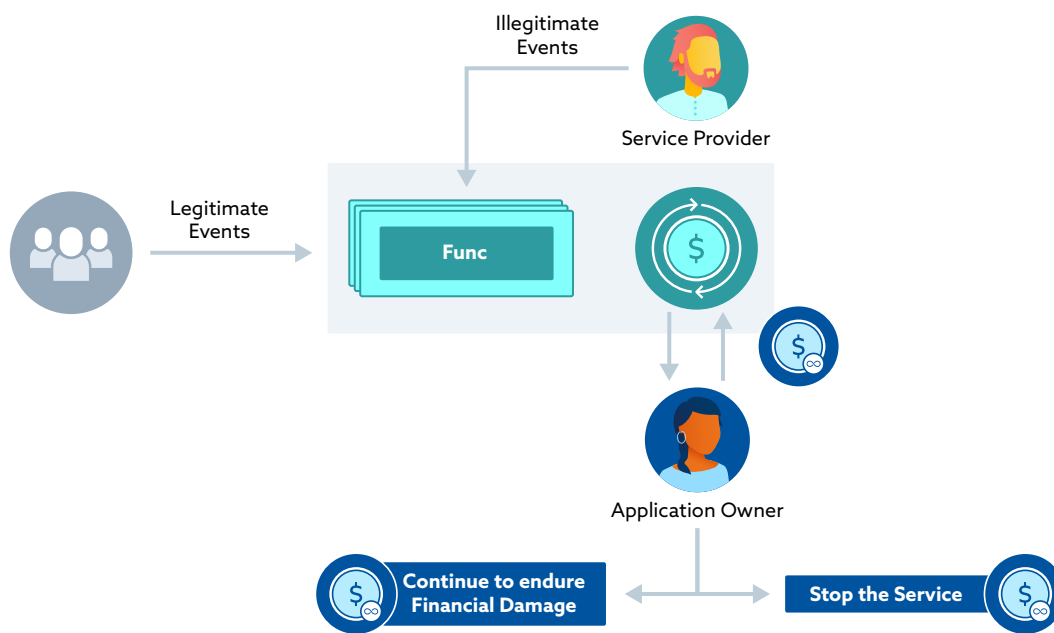 Illegitimate
Events
Service Provider
Legitimate
Events
Func
$
$
∞
Application Owner
$
∞
Continue to endure
Financial Damage
Stop the Service
$
∞